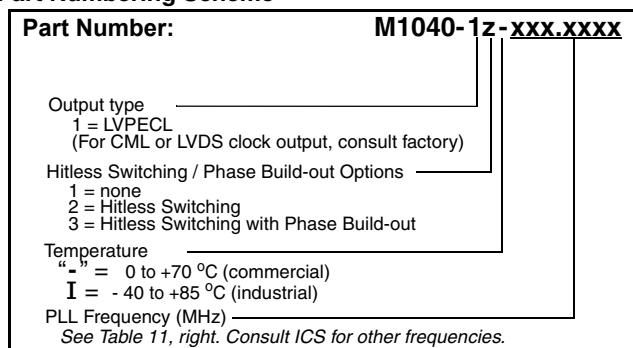 Part Numbering Scheme
Part Number: M1040-1z-xxx.xxxx
Output type
1 = LVPECL
(For CML or LVDS clock output, consult factory)
Hitless Switching / Phase Build-out Options
1 = none
2 = Hitless Switching
3 = Hitless Switching with Phase Build-out
Temperature
“-” = 0 to +70 ºC (commercial)
I = - 40 to +85 ºC (industrial)
PLL Frequency (MHz)
See Table 11, right. Consult ICS for other frequencies.